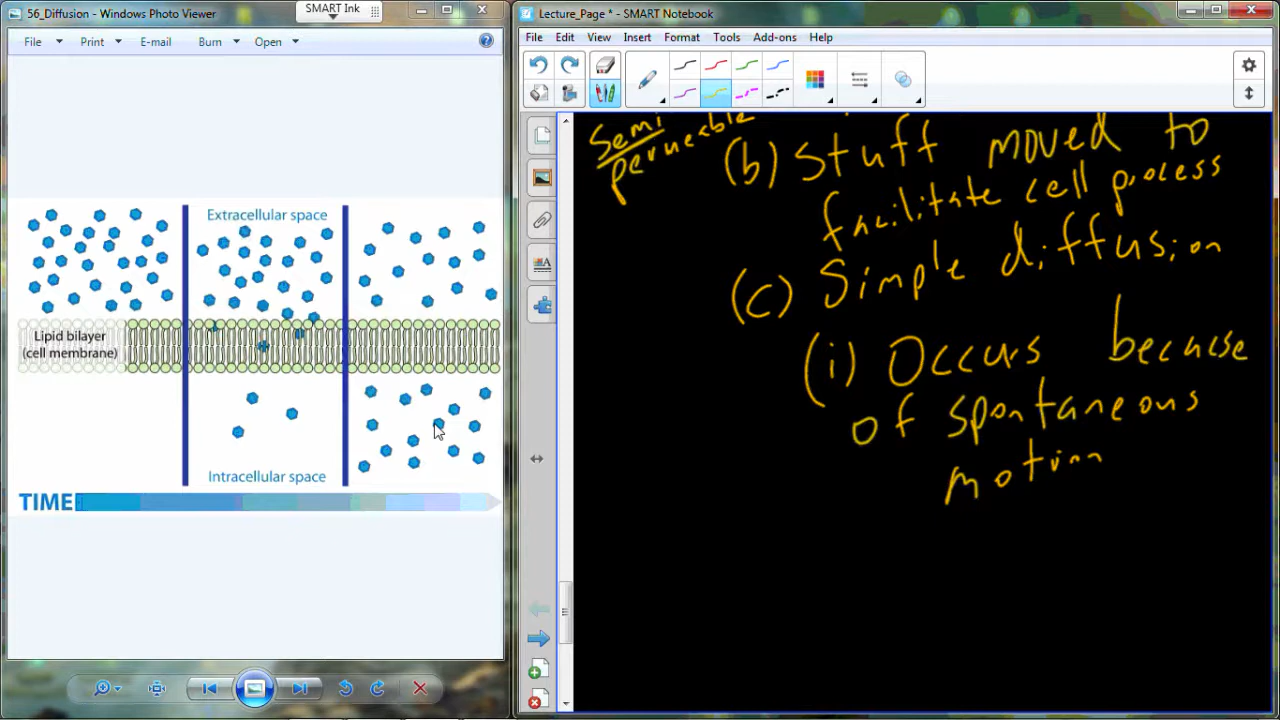 56_Diffusion - Windows Photo Viewer
SMART Ink
File Print E-mail Burn Open
Extracellular space
Lipid bilayer
(cell membrane)
Intracellular space
TIME
Lecture_Page * - SMART Notebook
File Edit View Insert Format Tools Add-ons Help
Semi
permeable
(b) Stuff moved to
facilitate cell process
(c) Simple diffusion
(i) Occurs because
of spontaneous
motion